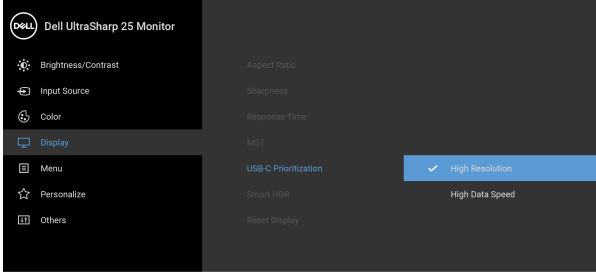 DELL
Dell UltraSharp 25 Monitor
Brightness/Contrast
Aspect Ratio
Input Source
Sharpness
Color
Response Time
Display
MST
Menu
USB-C Prioritization
High Resolution
Personalize
Smart HDR
High Data Speed
Others
Reset Display